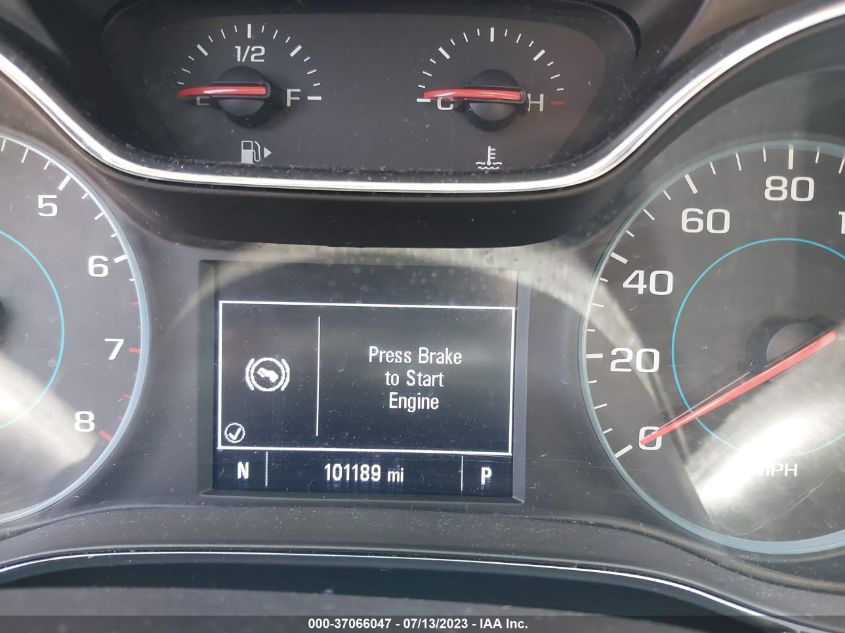 1/2
E F
C H
5
6
7
8
80
60
40
20
0
MPH
Press Brake
to Start
Engine
N 101189 mi P
000-37066047 - 07/13/2023 - © IAA Inc.